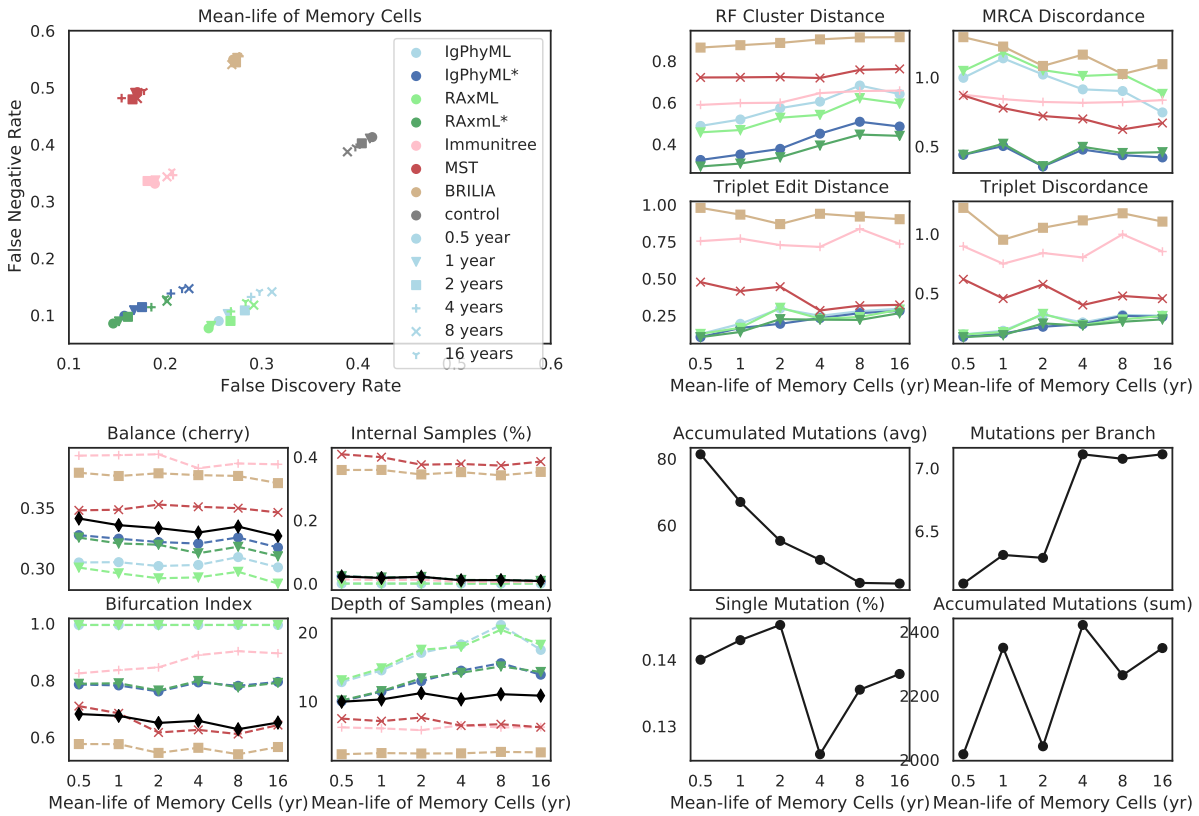 Mean-life of Memory Cells
0.6
0.5
0.4
0.3
0.2
0.1
False Negative Rate
0.1
0.2
0.3
0.4
0.5
0.6
False Discovery Rate
IgPhyML
IgPhyML*
RAxML
RAxmL*
Immunitree
MST
BRILIA
control
0.5 year
1 year
2 years
4 years
8 years
16 years
RF Cluster Distance
0.8
0.6
0.4
MRCA Discordance
1.0
0.5
Triplet Edit Distance
1.00
0.75
0.50
0.25
0.5 1 2 4 8 16
Mean-life of Memory Cells (yr)
Triplet Discordance
1.0
0.5
0.5 1 2 4 8 16
Mean-life of Memory Cells (yr)
Balance (cherry)
0.35
0.30
Internal Samples (%)
0.4
0.2
0.0
Bifurcation Index
1.0
0.8
0.6
0.5 1 2 4 8 16
Mean-life of Memory Cells (yr)
Depth of Samples (mean)
20
10
0.5 1 2 4 8 16
Mean-life of Memory Cells (yr)
Accumulated Mutations (avg)
80
60
Mutations per Branch
7.0
6.5
Single Mutation (%)
0.14
0.13
0.5 1 2 4 8 16
Mean-life of Memory Cells (yr)
Accumulated Mutations (sum)
2400
2200
2000
0.5 1 2 4 8 16
Mean-life of Memory Cells (yr)